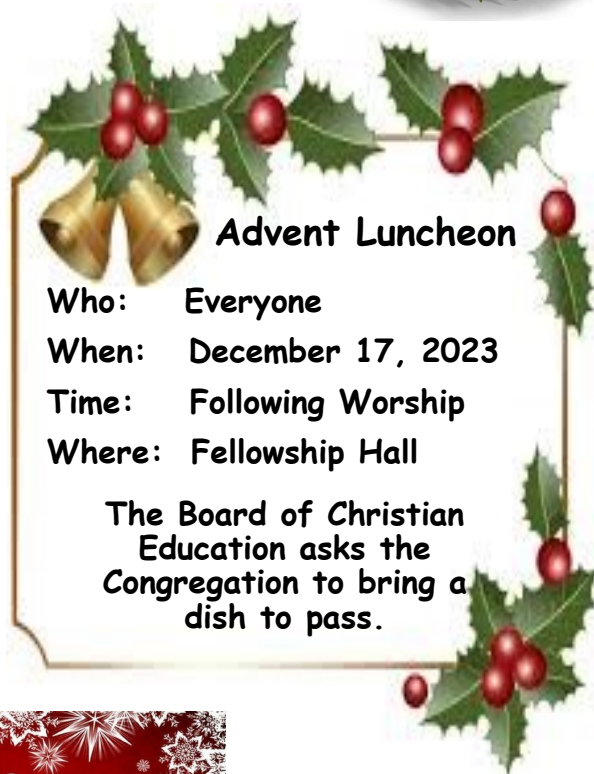 Advent Luncheon
Who: Everyone
When: December 17, 2023
Time: Following Worship
Where: Fellowship Hall
The Board of Christian
Education asks the
Congregation to bring a
dish to pass.